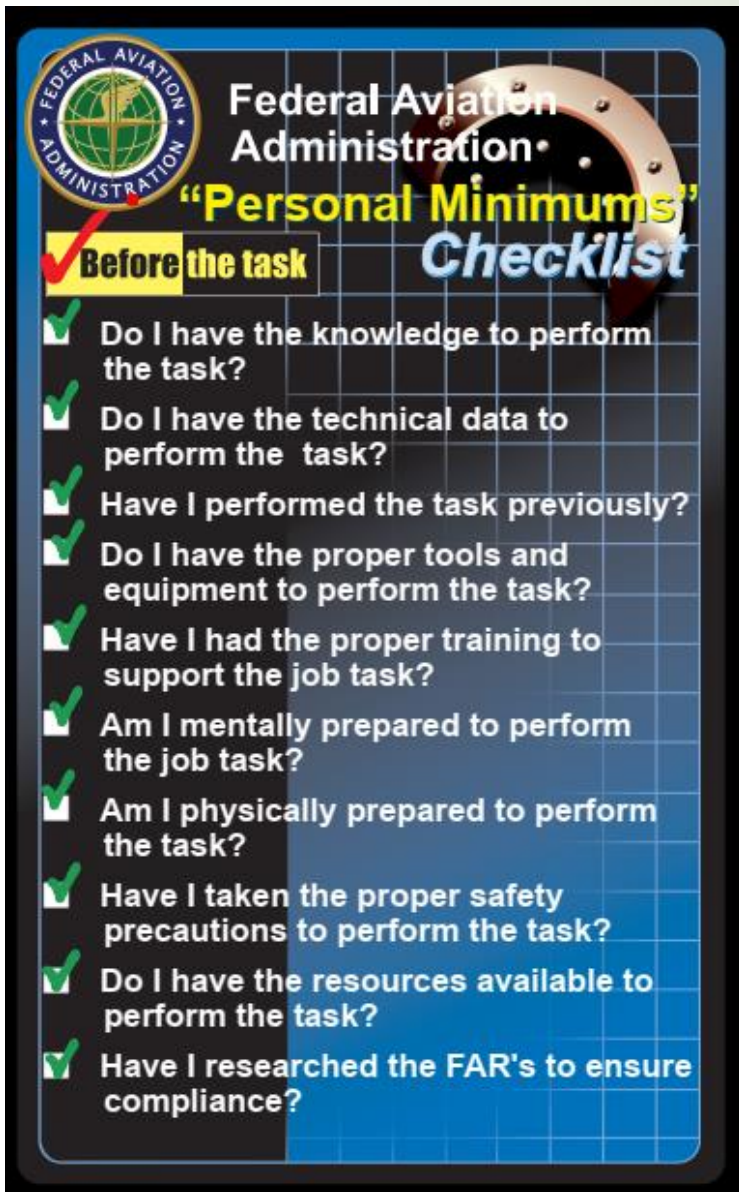 FEDERAL AVIATION
ADMINISTRATION
Federal Aviation
Administration
“Personal Minimums”
Checklist
Before the task
Do I have the knowledge to perform
the task?
Do I have the technical data to
perform the  task?
Have I performed the task previously?
Do I have the proper tools and
equipment to perform the task?
Have I had the proper training to
support the job task?
Am I mentally prepared to perform
the job task?
Am I physically prepared to perform
the task?
Have I taken the proper safety
precautions to perform the task?
Do I have the resources available to
perform the task?
Have I researched the FAR's to ensure
compliance?